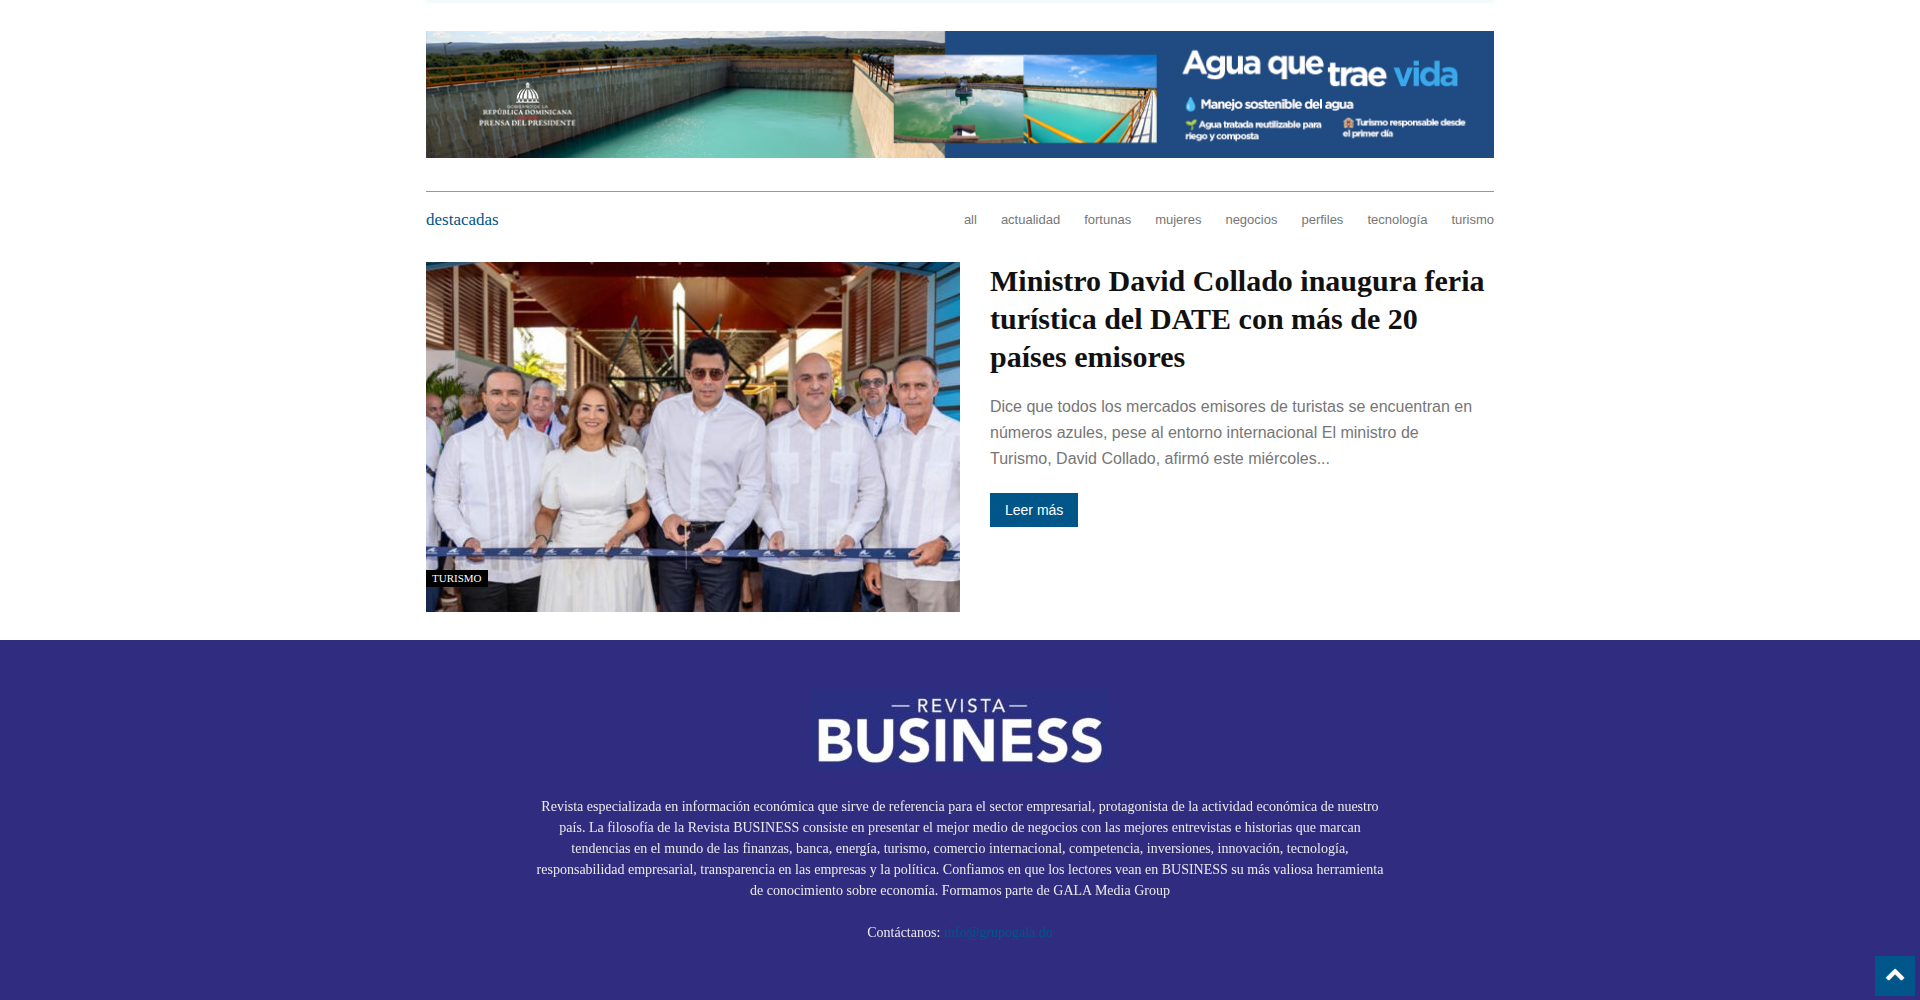 GOBIERNO DE LA
REPÚBLICA DOMINICANA
PRENSA DEL PRESIDENTE
Agua que trae vida
Manejo sostenible del agua
Agua tratada reutilizable para
riego y composta
Turismo responsable desde
el primer día
destacadas
all actualidad fortunas mujeres negocios perfiles tecnología turismo
TURISMO
Ministro David Collado inaugura feria
turística del DATE con más de 20
países emisores
Dice que todos los mercados emisores de turistas se encuentran en
números azules, pese al entorno internacional El ministro de
Turismo, David Collado, afirmó este miércoles...
Leer más
REVISTA
BUSINESS
Revista especializada en información económica que sirve de referencia para el sector empresarial, protagonista de la actividad económica de nuestro
país. La filosofía de la Revista BUSINESS consiste en presentar el mejor medio de negocios con las mejores entrevistas e historias que marcan
tendencias en el mundo de las finanzas, banca, energía, turismo, comercio internacional, competencia, inversiones, innovación, tecnología,
responsabilidad empresarial, transparencia en las empresas y la política. Confiamos en que los lectores vean en BUSINESS su más valiosa herramienta
de conocimiento sobre economía. Formamos parte de GALA Media Group
Contáctanos: info@grupogala.do